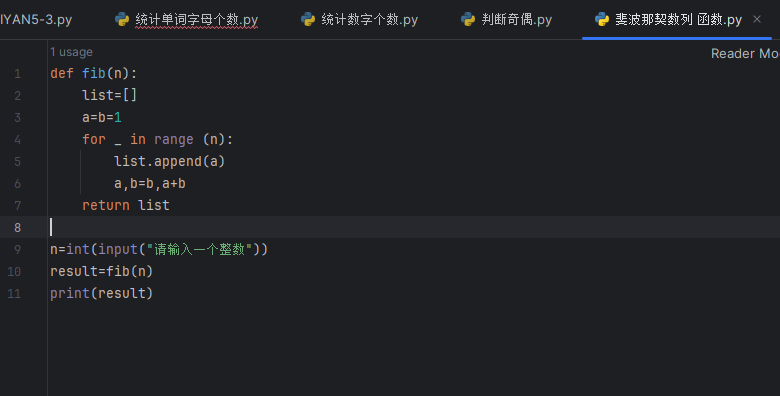 IYAN5-3.py 统计单词字母个数.py 统计数字个数.py 判断奇偶.py 斐波那契数列 函数.py ×
1 usage Reader Mo
1 def fib(n):
2     list=[]
3     a=b=1
4     for _ in range (n):
5         list.append(a)
6         a,b=b,a+b
7     return list
8
9 n=int(input("请输入一个整数"))
10 result=fib(n)
11 print(result)